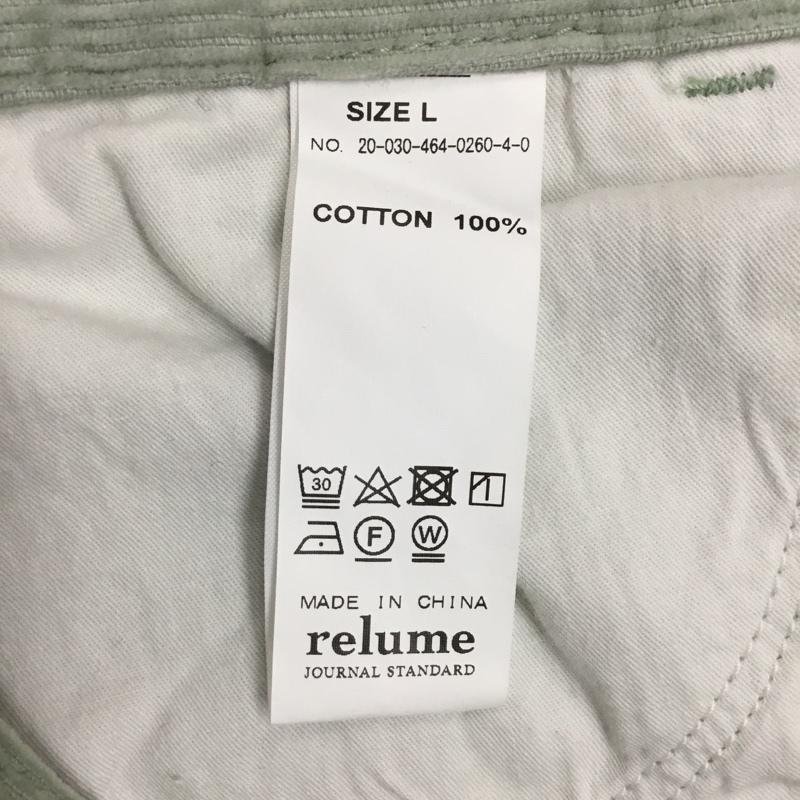 SIZE L
NO. 20-030-464-0260-4-0
COTTON 100%
30
F W
MADE IN CHINA
relume
JOURNAL STANDARD